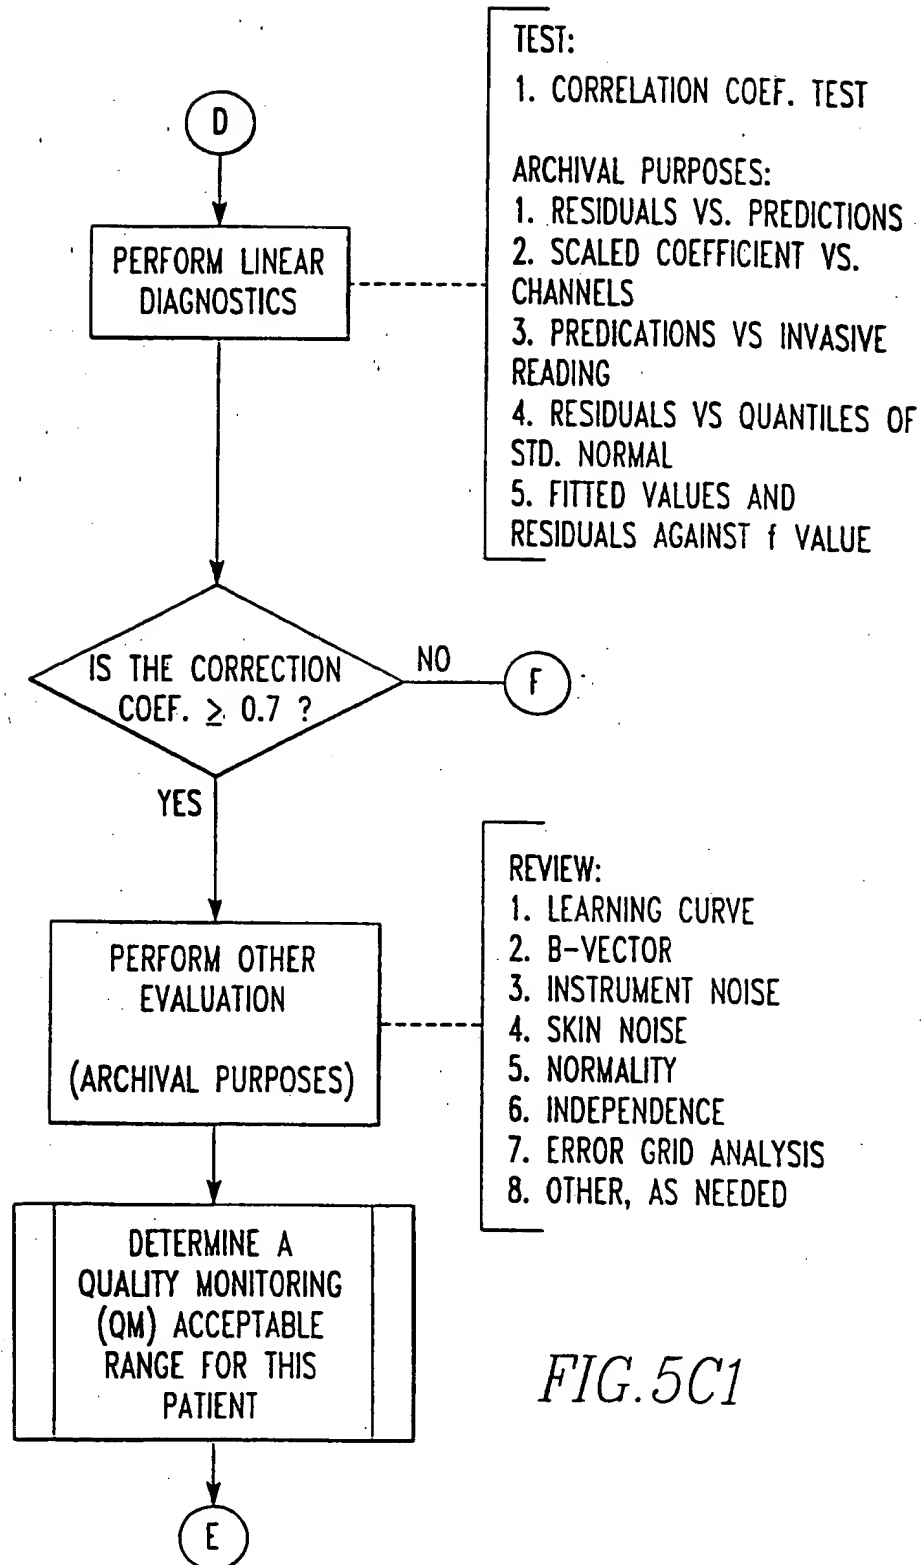 D
PERFORM LINEAR
DIAGNOSTICS
TEST:
1. CORRELATION COEF. TEST
ARCHIVAL PURPOSES:
1. RESIDUALS VS. PREDICTIONS
2. SCALED COEFFICIENT VS.
CHANNELS
3. PREDICATIONS VS INVASIVE
READING
4. RESIDUALS VS QUANTILES OF
STD. NORMAL
5. FITTED VALUES AND
RESIDUALS AGAINST f VALUE
IS THE CORRECTION
COEF. ≥ 0.7 ?
NO
F
YES
PERFORM OTHER
EVALUATION
(ARCHIVAL PURPOSES)
REVIEW:
1. LEARNING CURVE
2. B-VECTOR
3. INSTRUMENT NOISE
4. SKIN NOISE
5. NORMALITY
6. INDEPENDENCE
7. ERROR GRID ANALYSIS
8. OTHER, AS NEEDED
DETERMINE A
QUALITY MONITORING
(QM) ACCEPTABLE
RANGE FOR THIS
PATIENT
E
FIG.5C1